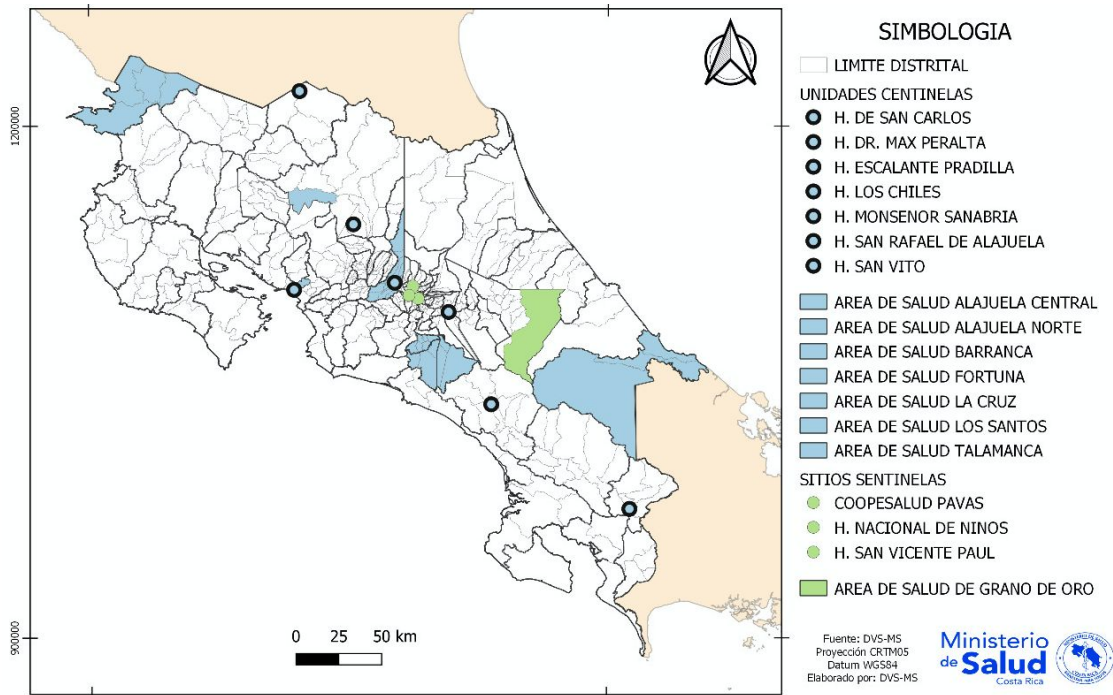 1200000
900000
0 25 50 km
SIMBOLOGIA
LIMITE DISTRITAL
UNIDADES CENTINELAS
H. DE SAN CARLOS
H. DR. MAX PERALTA
H. ESCALANTE PRADILLA
H. LOS CHILES
H. MONSENOR SANABRIA
H. SAN RAFAEL DE ALAJUELA
H. SAN VITO
AREA DE SALUD ALAJUELA CENTRAL
AREA DE SALUD ALAJUELA NORTE
AREA DE SALUD BARRANCA
AREA DE SALUD FORTUNA
AREA DE SALUD LA CRUZ
AREA DE SALUD LOS SANTOS
AREA DE SALUD TALAMANCA
SITIOS SENTINELAS
COOPESALUD PAVAS
H. NACIONAL DE NINOS
H. SAN VICENTE PAUL
AREA DE SALUD DE GRANO DE ORO
Fuente: DVS-MS
Proyección CRTM05
Datum WGS84
Elaborado por: DVS-MS
Ministerio
de Salud
Costa Rica